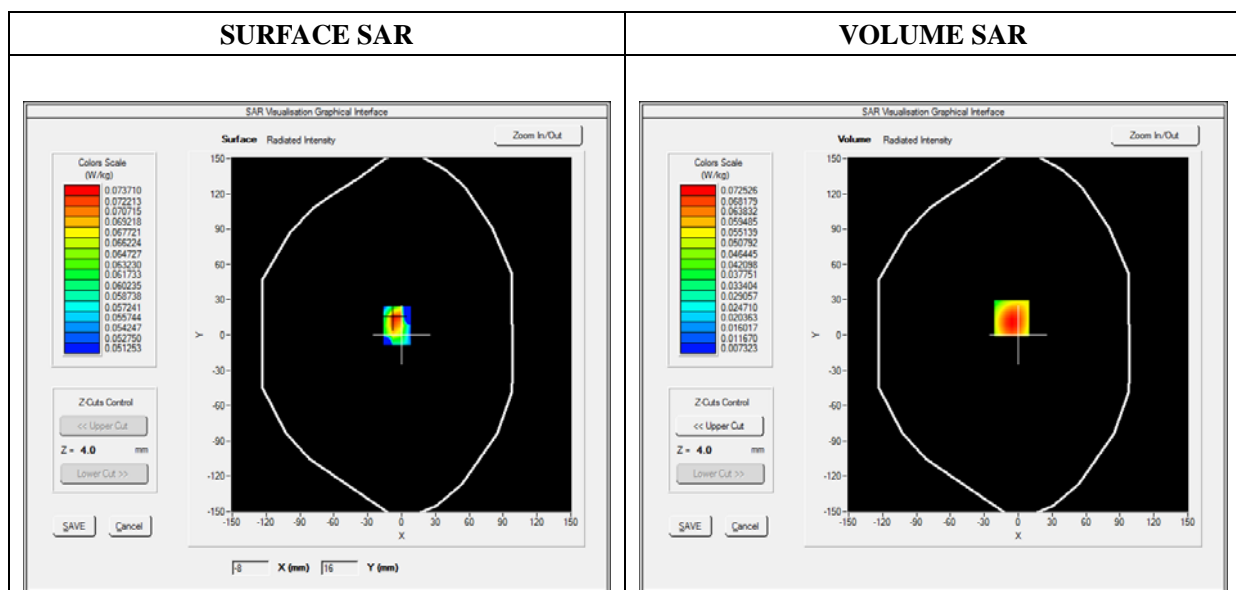 SURFACE SAR
VOLUME SAR
SAR Visualisation Graphical Interface
Surface Radiated Intensity
Zoom In/Out
Colors Scale
(W/kg)
0.073710
0.072213
0.070715
0.069218
0.067721
0.066224
0.064727
0.063230
0.061733
0.060235
0.058738
0.057241
0.055744
0.054247
0.052750
0.051253
Z-Cuts Control
<< Upper Cut
Z = 4.0 mm
Lower Cut >>
SAVE Cancel
150
120
90
60
30
0
-30
-60
-90
-120
-150
Y
-150 -120 -90 -60 -30 0 30 60 90 120 150
X
-8 X (mm) 16 Y (mm)
SAR Visualisation Graphical Interface
Volume Radiated Intensity
Zoom In/Out
Colors Scale
(W/kg)
0.072526
0.068179
0.063832
0.059485
0.055139
0.050792
0.046445
0.042098
0.037751
0.033404
0.029057
0.024710
0.020363
0.016017
0.011670
0.007323
Z-Cuts Control
<< Upper Cut
Z = 4.0 mm
Lower Cut >>
SAVE Cancel
150
120
90
60
30
0
-30
-60
-90
-120
-150
Y
-150 -120 -90 -60 -30 0 30 60 90 120 150
X